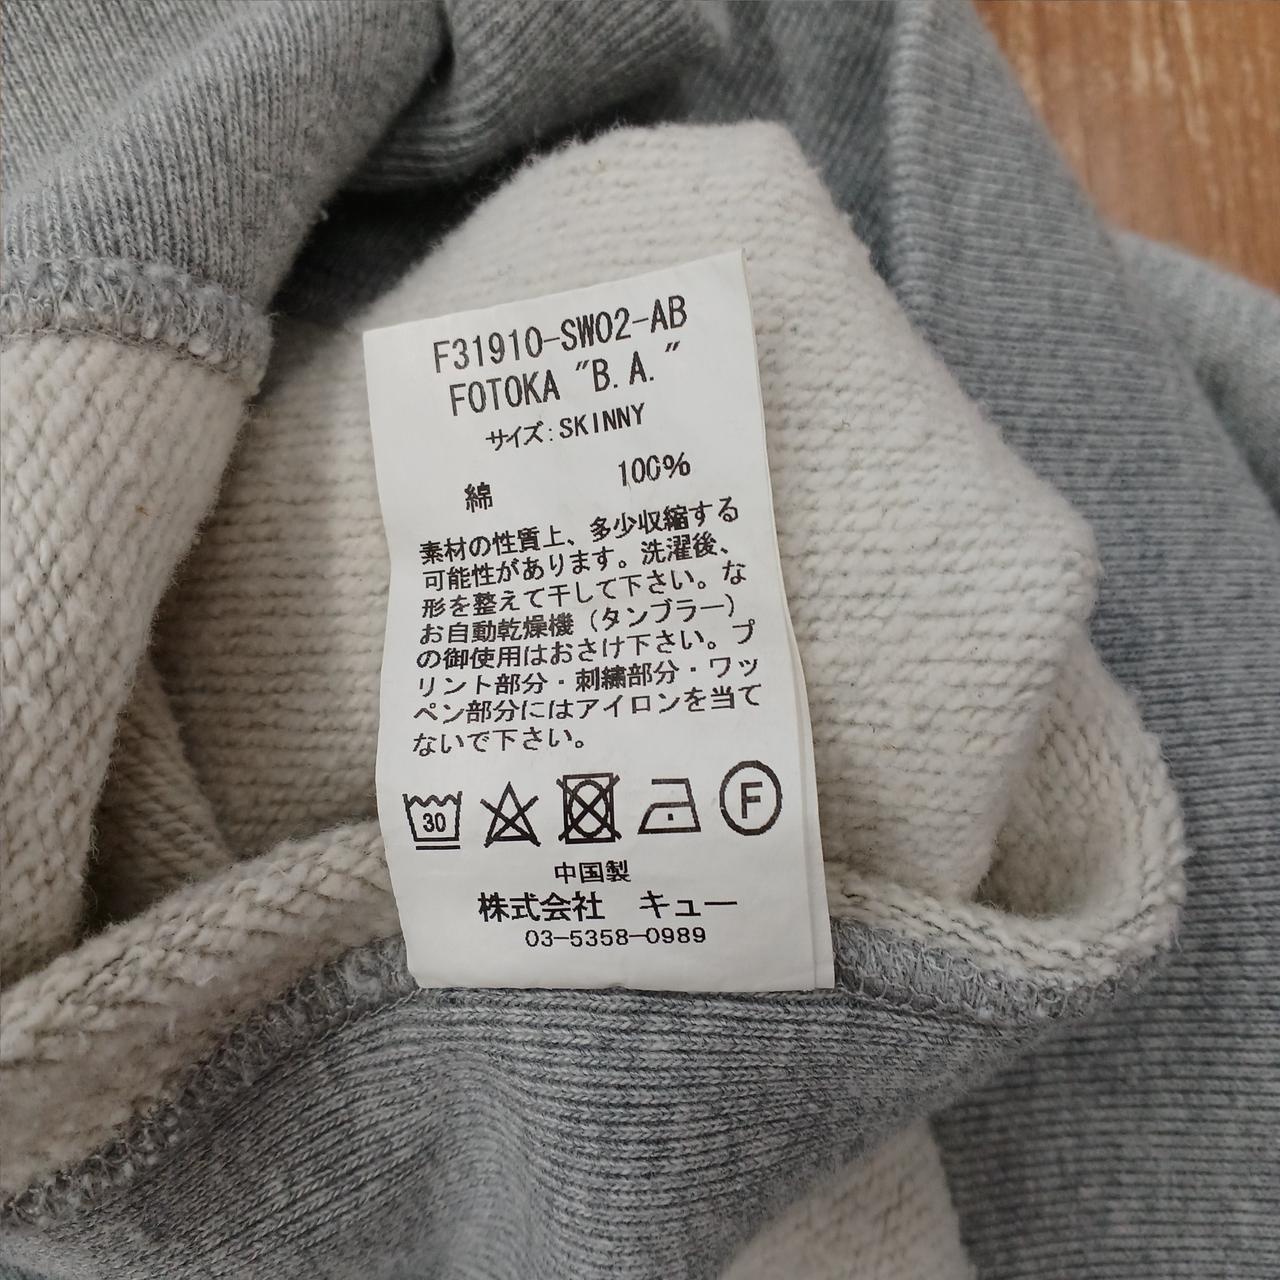 F31910-SW02-AB
FOTOKA "B.A."
サイズ:SKINNY
綿 100%
素材の性質上、多少収縮する
可能性があります。洗濯後、
形を整えて干して下さい。な
お自動乾燥機(タンブラー)
の御使用はおさけ下さい。プ
リント部分・刺繍部分・ワッ
ペン部分にはアイロンを当て
ないで下さい。
30 F
中国製
株式会社 キュー
03-5358-0989